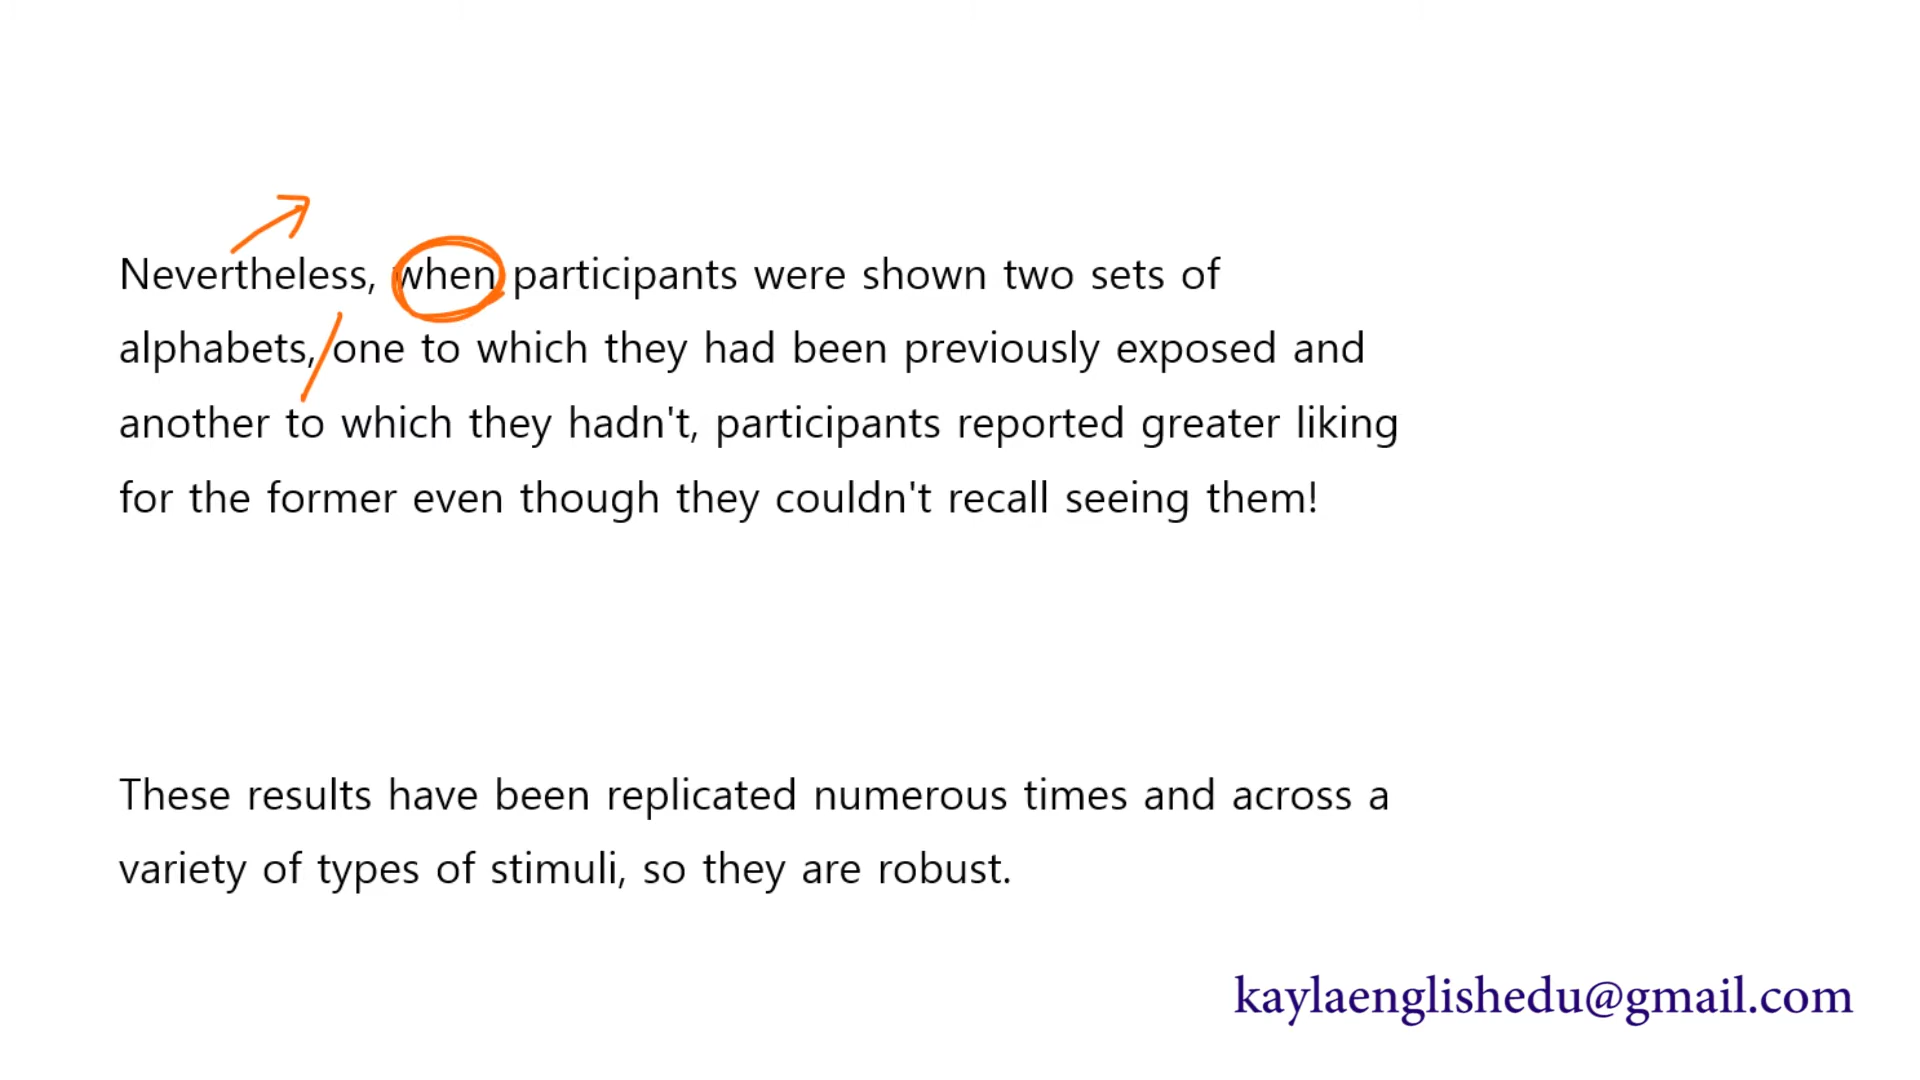 Nevertheless, when participants were shown two sets of
alphabets, one to which they had been previously exposed and
another to which they hadn't, participants reported greater liking
for the former even though they couldn't recall seeing them!
These results have been replicated numerous times and across a
variety of types of stimuli, so they are robust.
kaylaenglishedu@gmail.com